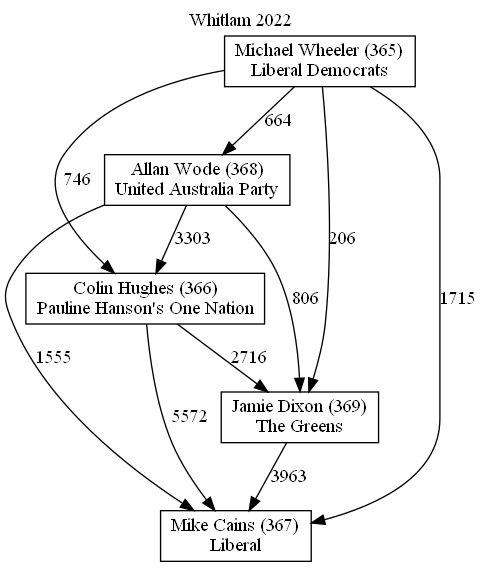 Whitlam 2022
Michael Wheeler (365)
Liberal Democrats
664
Allan Wode (368)
United Australia Party
746
3303
206
Colin Hughes (366)
Pauline Hanson's One Nation
806
1715
1555
2716
5572
Jamie Dixon (369)
The Greens
3963
Mike Cains (367)
Liberal